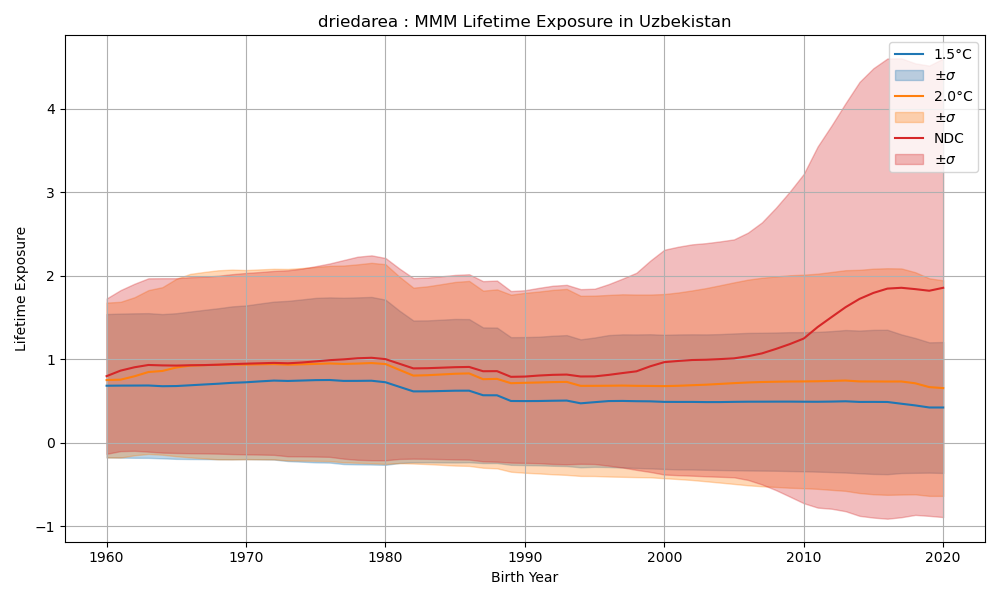 driedarea : MMM Lifetime Exposure in Uzbekistan
1.5°C
±σ
2.0°C
±σ
NDC
±σ
Lifetime Exposure
4
3
2
1
0
−1
1960 1970 1980 1990 2000 2010 2020
Birth Year